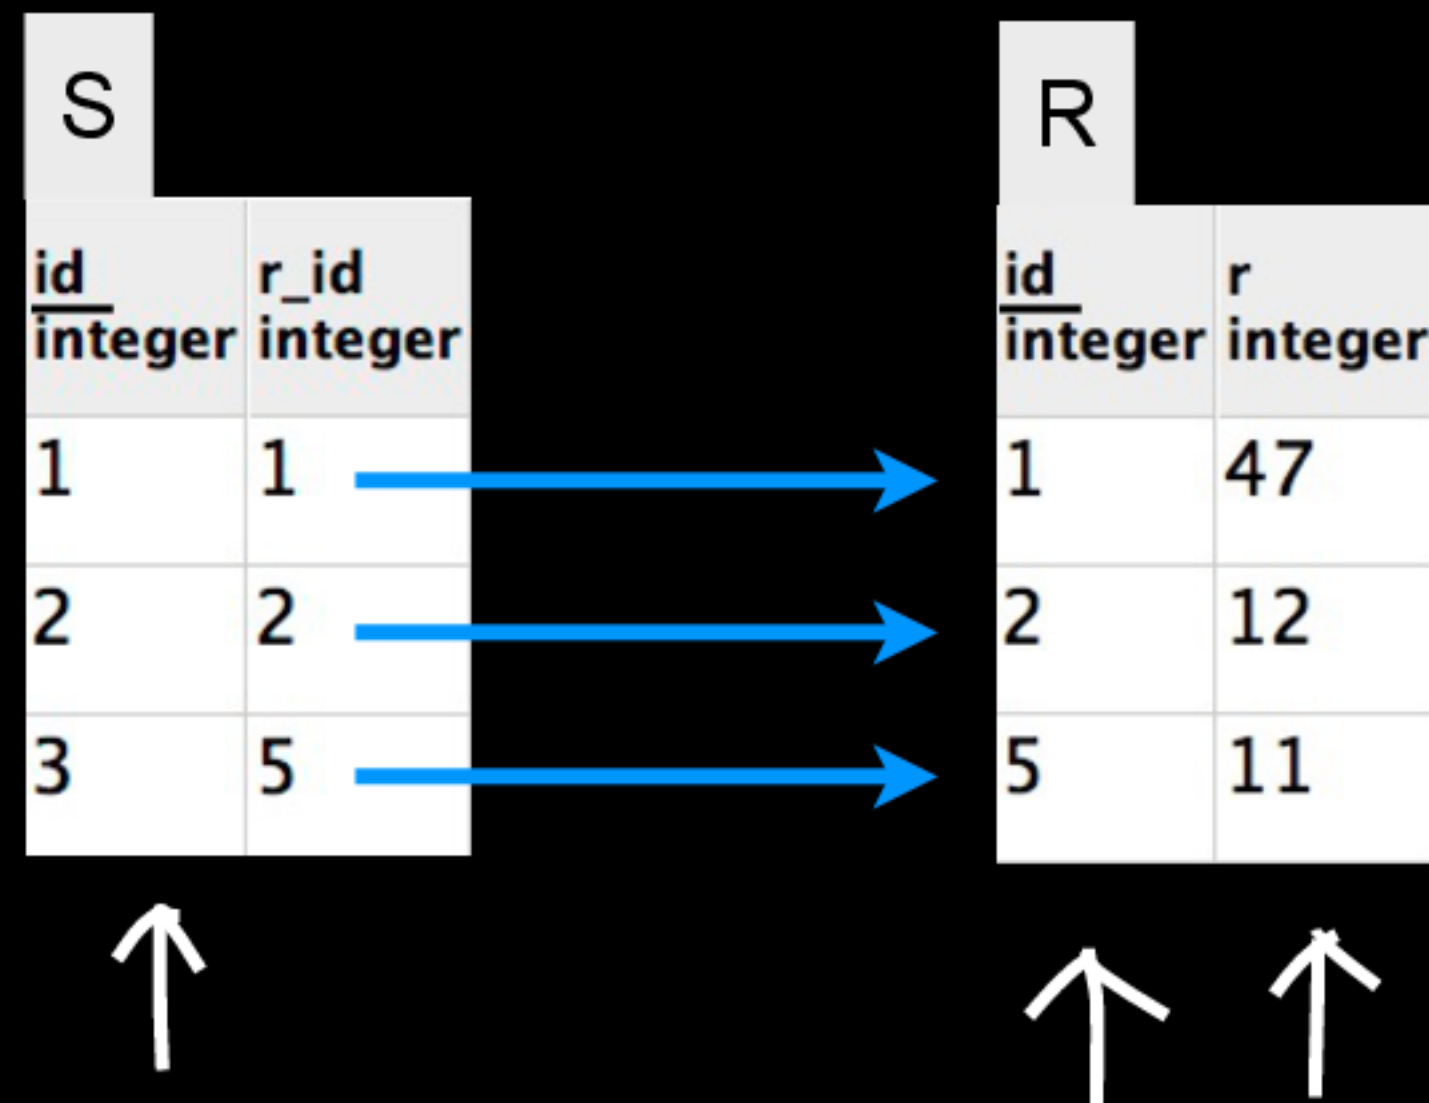 S
id r_id
integer integer
1 1
2 2
3 5
R
id r
integer integer
1 47
2 12
5 11